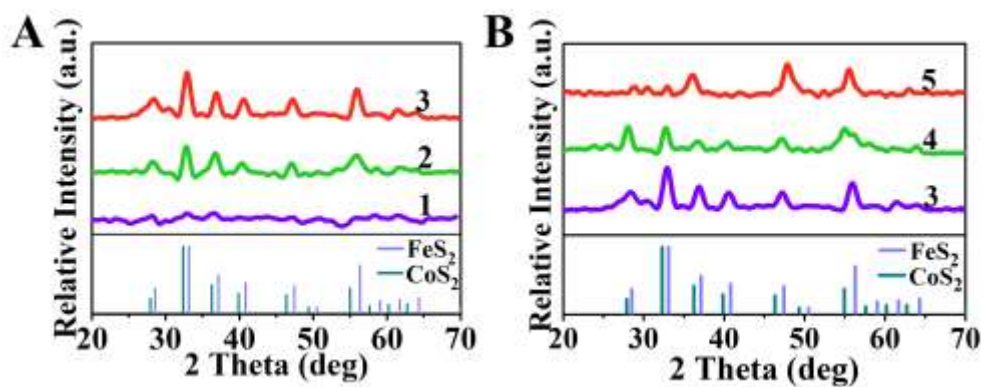 A
Relative Intensity (a.u.)
3
2
1
FeS₂
CoS₂
20 30 40 50 60 70
2 Theta (deg)
B
Relative Intensity (a.u.)
5
4
3
FeS₂
CoS₂
20 30 40 50 60 70
2 Theta (deg)